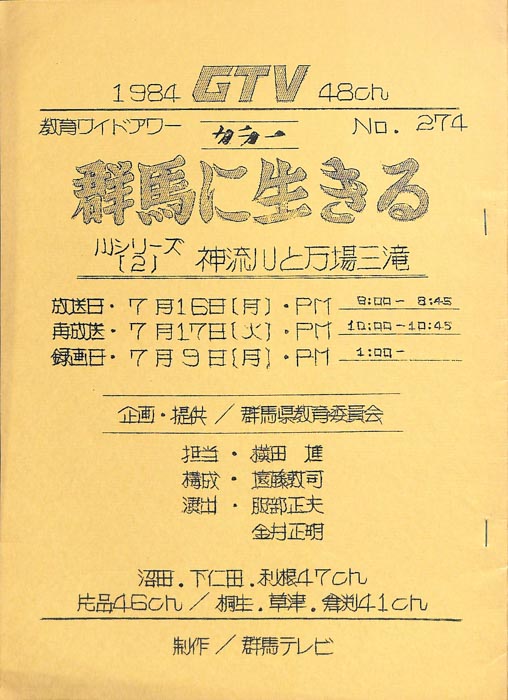 1984 GTV 48ch
教育ワイドアワー カラー No. 274
群馬に生きる
川シリーズ
〔2〕 神流川と万場三滝
放送日・7月16日〔月〕・PM 8:00- 8:45
再放送・7月17日〔火〕・PM 10:00-10:45
録画日・7月9日〔月〕・PM 1:00-
企画・提供／群馬県教育委員会
担当・横田 進
構成・遠藤教司
演出・服部正夫
金井正明
沼田．下仁田．利根47ch
片品46ch／桐生．草津．倉渕41ch
制作／群馬テレビ